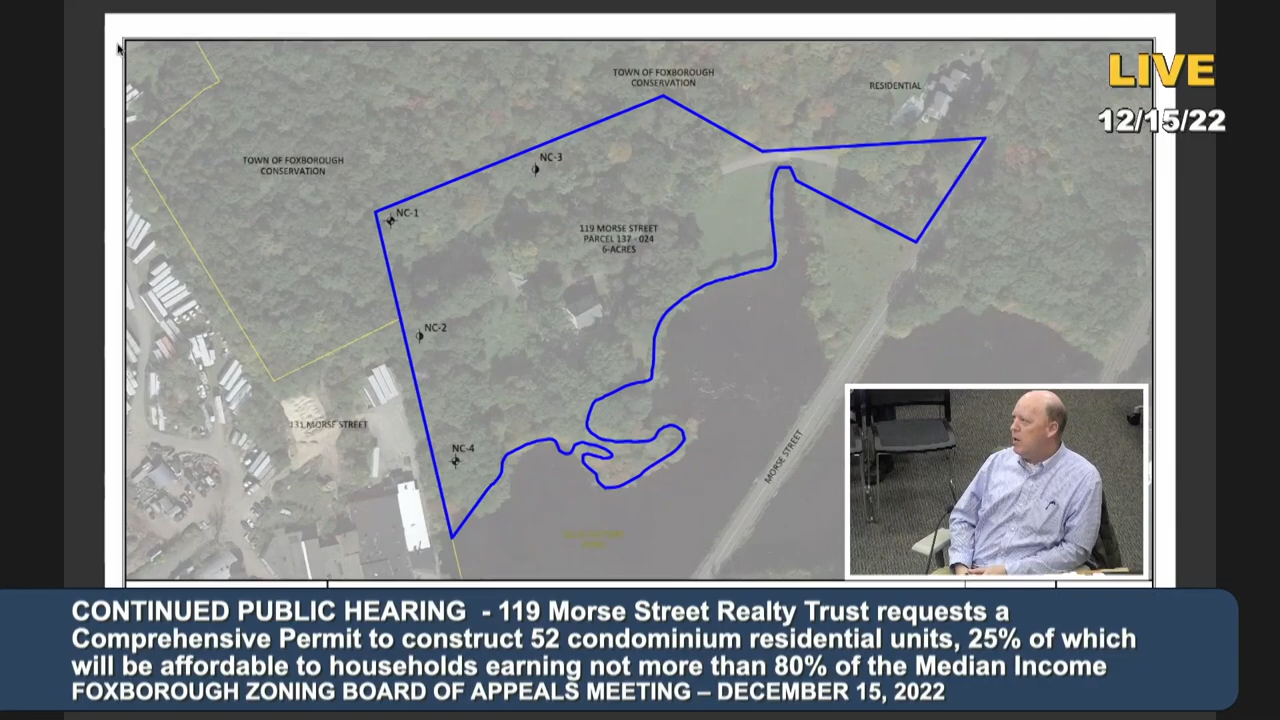 TOWN OF FOXBOROUGH
CONSERVATION
RESIDENTIAL
LIVE
12/15/22
TOWN OF FOXBOROUGH
CONSERVATION
NC-3
NC-1
119 MORSE STREET
PARCEL 137 - 024
6-ACRES
NC-2
131 MORSE STREET
NC-4
MORSE STREET
CONTINUED PUBLIC HEARING - 119 Morse Street Realty Trust requests a
Comprehensive Permit to construct 52 condominium residential units, 25% of which
will be affordable to households earning not more than 80% of the Median Income
FOXBOROUGH ZONING BOARD OF APPEALS MEETING – DECEMBER 15, 2022